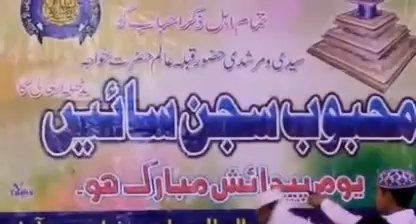 تمام اہل ذکر احباب کو
سیدی و مرشدی حضور قبلہ عالم حضرت خواجہ
محبوب سجن سائیں
یوم پیدائش مبارک ہو۔